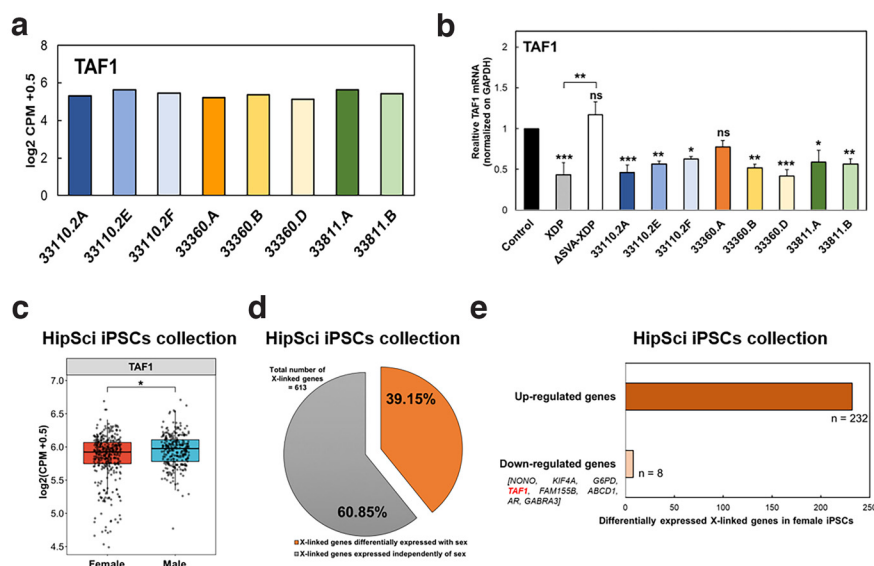 a
TAF1
log2 CPM +0.5
8
6
4
2
0
33110.2A
33110.2E
33110.2F
33360.A
33360.B
33360.D
33811.A
33811.B
b
TAF1
Realtive TAF1 mRNA
(normalized on GAPDH)
2
1.5
1
0.5
0
**
***
ns
***
**
*
ns
**
***
*
**
Control
XDP
ΔSVA-XDP
33110.2A
33110.2E
33110.2F
33360.A
33360.B
33360.D
33811.A
33811.B
c
HipSci iPSCs collection
TAF1
*
log2(CPM +0.5)
7.0
6.5
6.0
5.5
5.0
4.5
Female
Male
d
HipSci iPSCs collection
Total number of
X-linked genes
= 613
39.15%
60.85%
X-linked genes differentially expressed with sex
X-linked genes expressed independently of sex
e
HipSci iPSCs collection
Up-regulated genes
n = 232
Down-regulated genes
n = 8
[NONO, KIF4A, G6PD,
TAF1, FAM155B, ABCD1,
AR, GABRA3]
0 50 100 150 200 250
Differentially expressed X-linked genes in female iPSCs